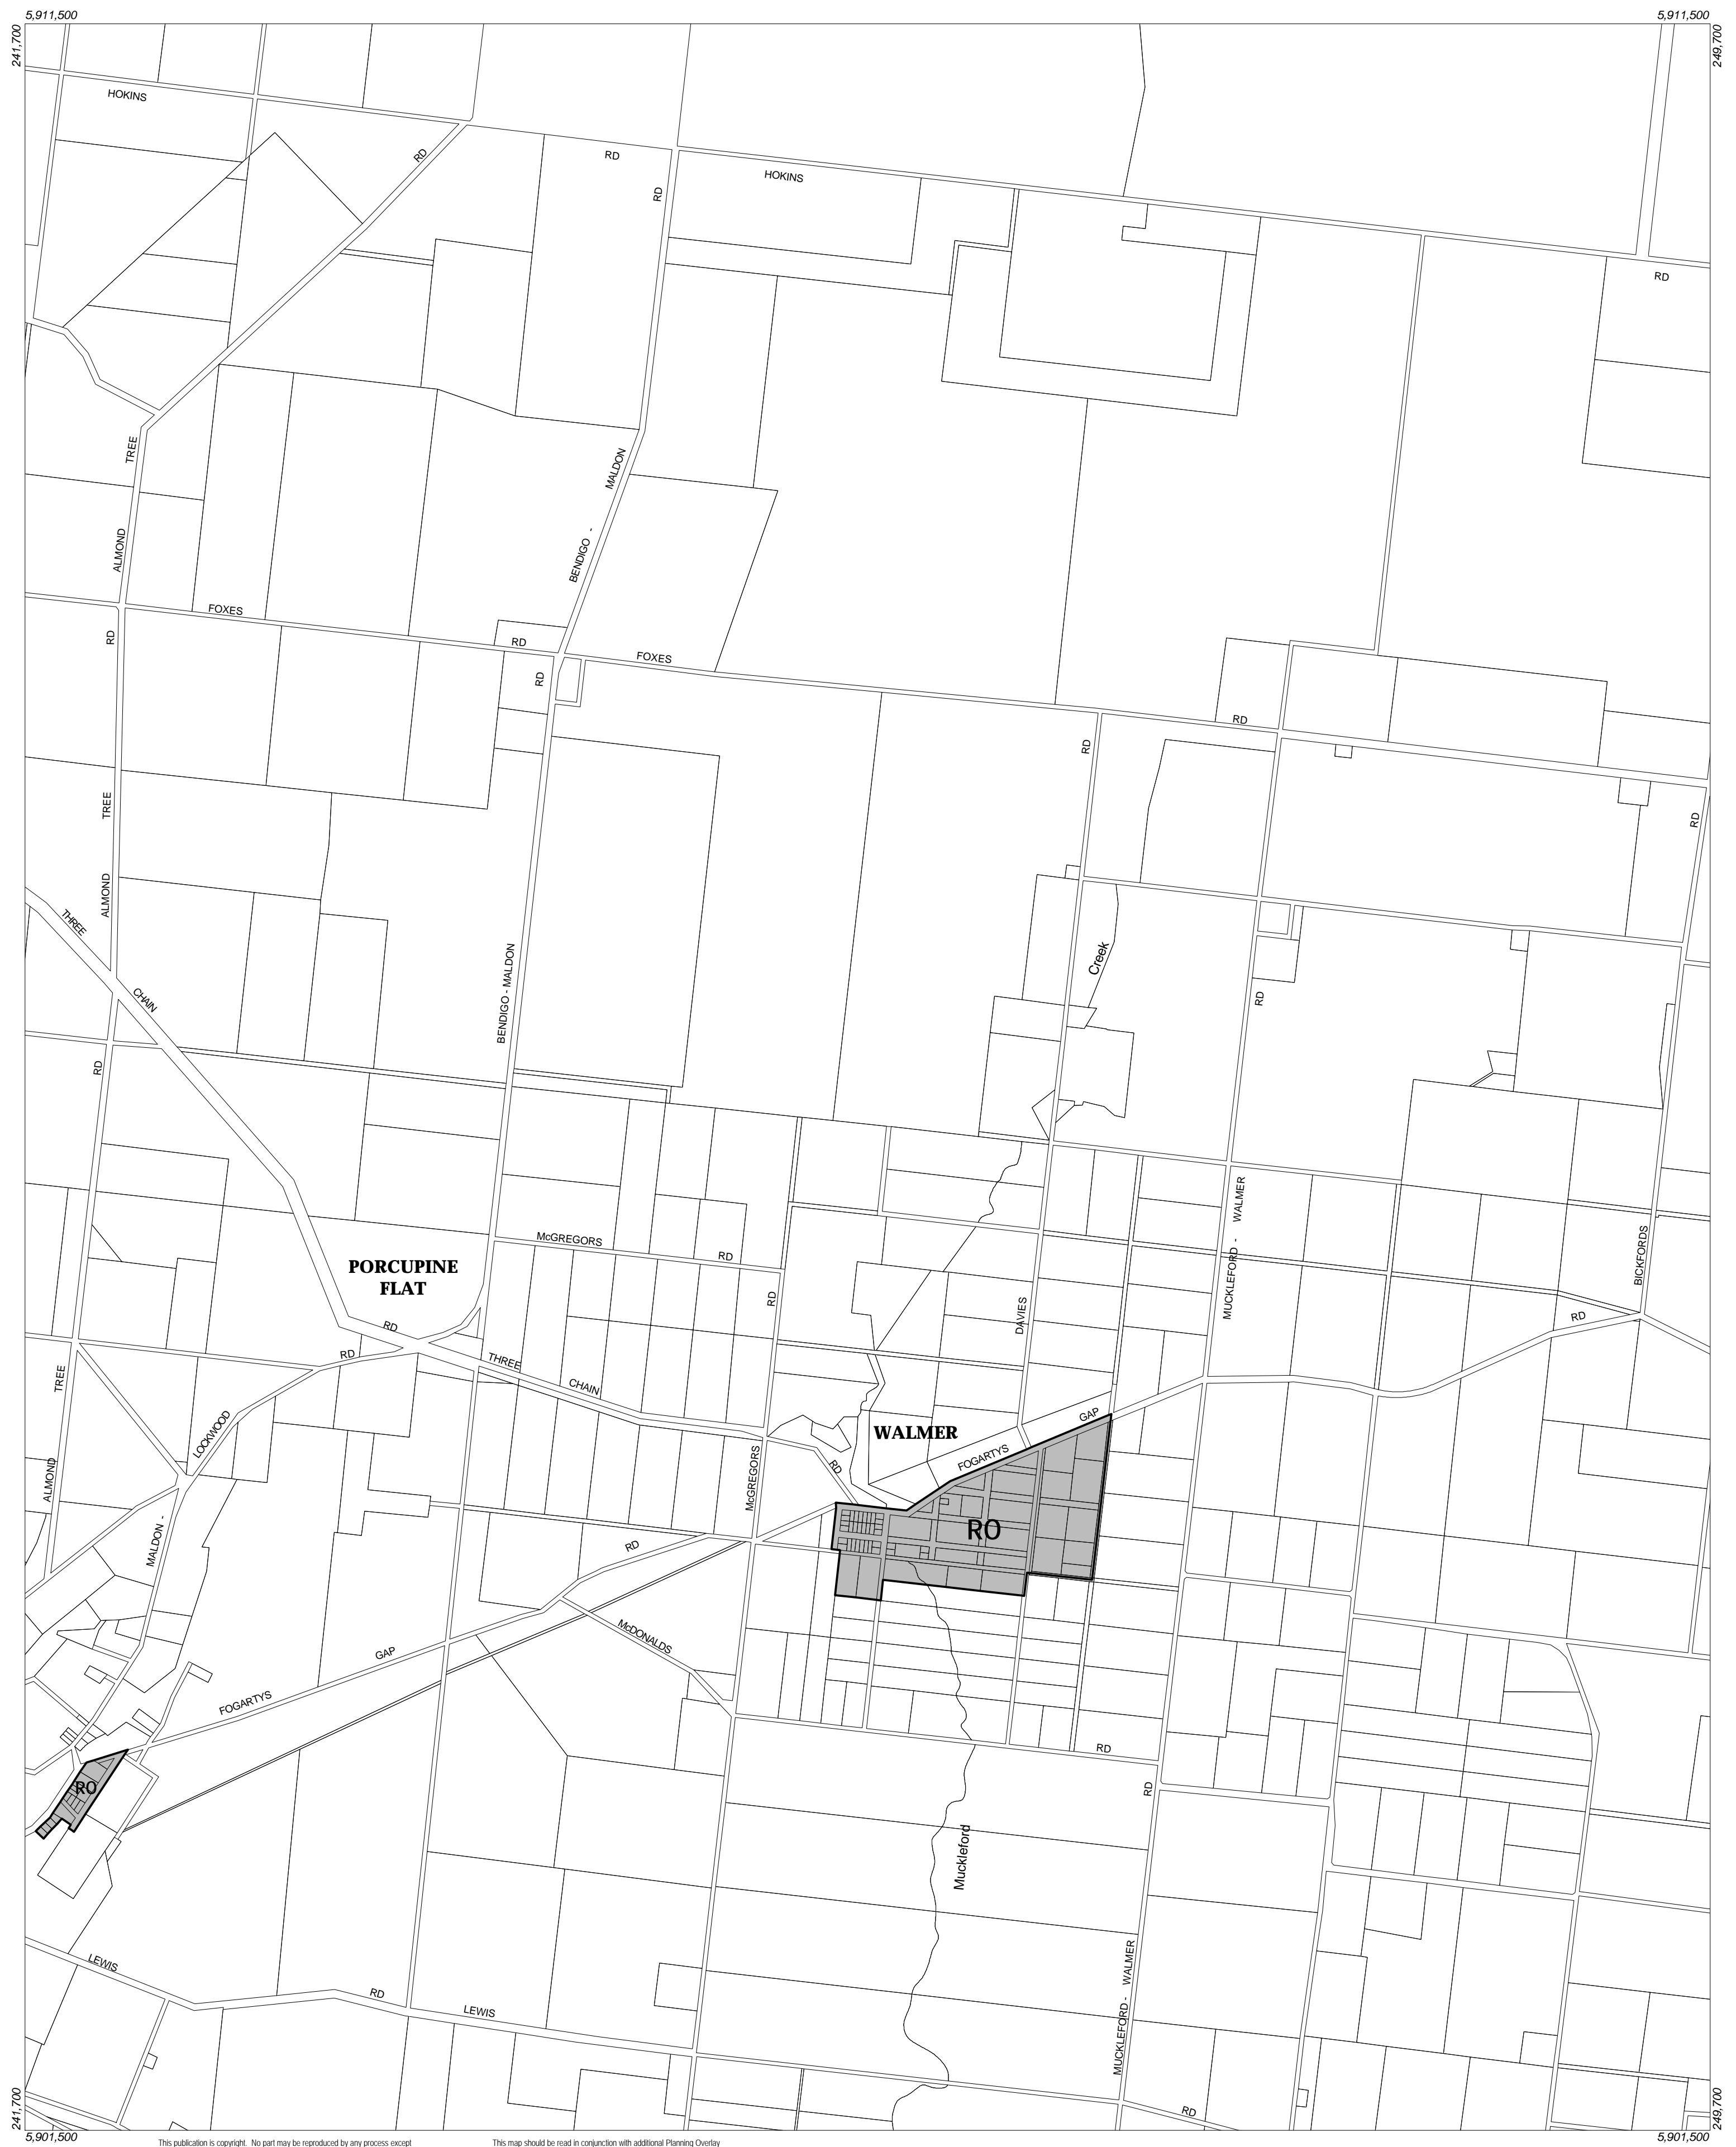 5,911,500
5,911,500
241,700
249,700
HOKINS
RD
RD
RD
HOKINS
RD
TREE
MALDON
ALMOND
BENDIGO -
FOXES
RD
RD
FOXES
RD
RD
RD
TREE
RD
ALMOND
THREE
Creek
BENDIGO - MALDON
CHAIN
RD
RD
WALMER
MUCKLEFORD -
McGREGORS
RD
BICKFORDS
PORCUPINE
FLAT
RD
DAVIES
RD
RD
RD
THREE
CHAIN
TREE
GAP
LOCKWOOD
WALMER
FOGARTYS
RD
McGREGORS
ALMOND
RO
MALDON -
RD
McDONALDS
GAP
FOGARTYS
RD
RO
RD
Muckleford
WALMER
MUCKLEFORD -
LEWIS
RD
LEWIS
RD
241,700
249,700
5,901,500
5,901,500
This publication is copyright. No part may be reproduced by any process except
This map should be read in conjunction with additional Planning Overlay